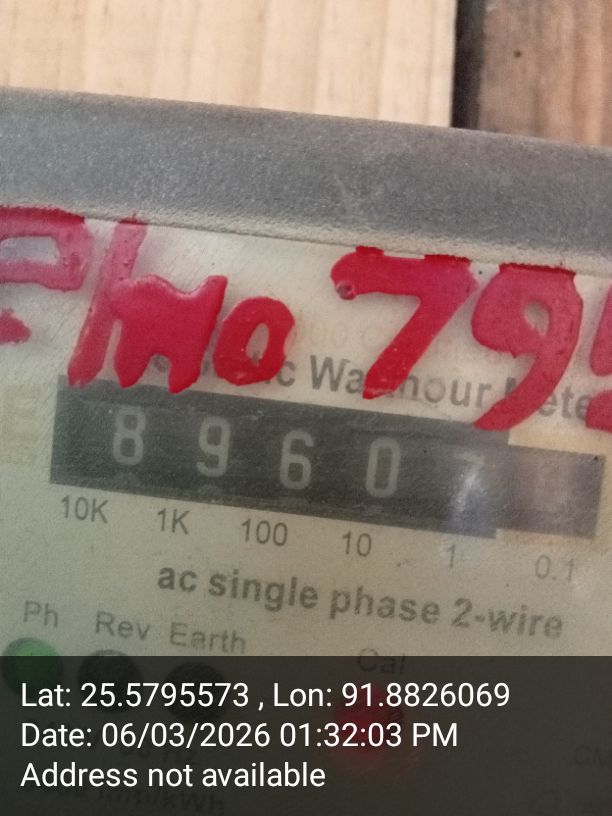 Phno 79
Watthour Meter
8 9 6 0 7
10K 1K 100 10 1 0.1
ac single phase 2-wire
Ph Rev Earth
Cal
Lat: 25.5795573 , Lon: 91.8826069
Date: 06/03/2026 01:32:03 PM
Address not available